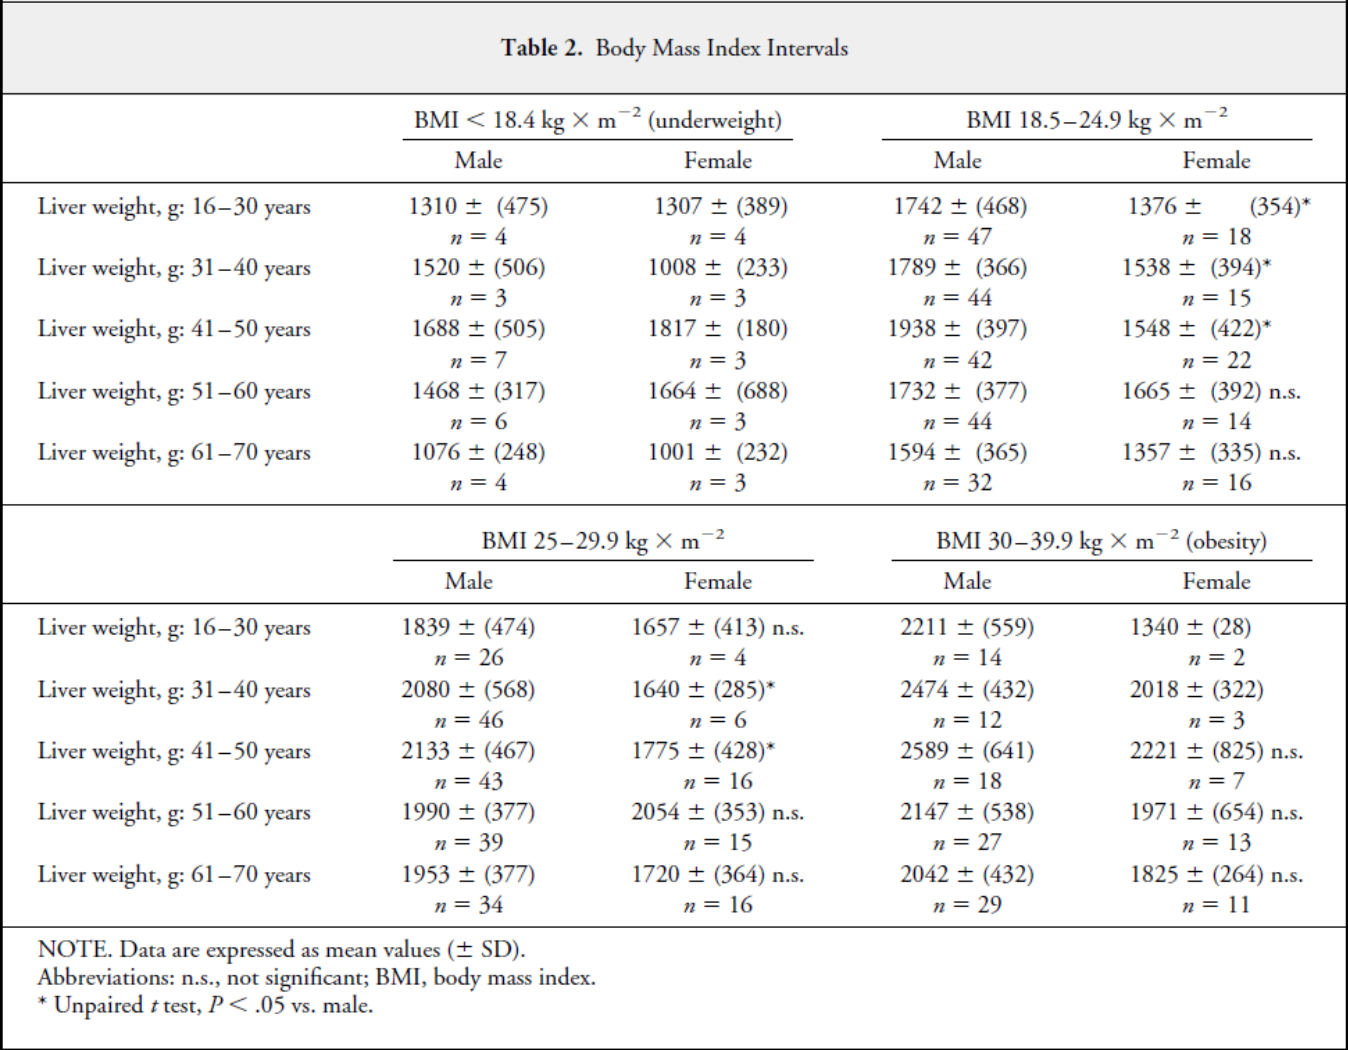 Table 2. Body Mass Index Intervals
BMI < 18.4 kg × m−2 (underweight) BMI 18.5–24.9 kg × m−2
Male Female Male Female
Liver weight, g: 16–30 years 1310 ± (475) 1307 ± (389) 1742 ± (468) 1376 ± (354)*
n = 4 n = 4 n = 47 n = 18
Liver weight, g: 31–40 years 1520 ± (506) 1008 ± (233) 1789 ± (366) 1538 ± (394)*
n = 3 n = 3 n = 44 n = 15
Liver weight, g: 41–50 years 1688 ± (505) 1817 ± (180) 1938 ± (397) 1548 ± (422)*
n = 7 n = 3 n = 42 n = 22
Liver weight, g: 51–60 years 1468 ± (317) 1664 ± (688) 1732 ± (377) 1665 ± (392) n.s.
n = 6 n = 3 n = 44 n = 14
Liver weight, g: 61–70 years 1076 ± (248) 1001 ± (232) 1594 ± (365) 1357 ± (335) n.s.
n = 4 n = 3 n = 32 n = 16
BMI 25–29.9 kg × m−2 BMI 30–39.9 kg × m−2 (obesity)
Male Female Male Female
Liver weight, g: 16–30 years 1839 ± (474) 1657 ± (413) n.s. 2211 ± (559) 1340 ± (28)
n = 26 n = 4 n = 14 n = 2
Liver weight, g: 31–40 years 2080 ± (568) 1640 ± (285)* 2474 ± (432) 2018 ± (322)
n = 46 n = 6 n = 12 n = 3
Liver weight, g: 41–50 years 2133 ± (467) 1775 ± (428)* 2589 ± (641) 2221 ± (825) n.s.
n = 43 n = 16 n = 18 n = 7
Liver weight, g: 51–60 years 1990 ± (377) 2054 ± (353) n.s. 2147 ± (538) 1971 ± (654) n.s.
n = 39 n = 15 n = 27 n = 13
Liver weight, g: 61–70 years 1953 ± (377) 1720 ± (364) n.s. 2042 ± (432) 1825 ± (264) n.s.
n = 34 n = 16 n = 29 n = 11
NOTE. Data are expressed as mean values (± SD).
Abbreviations: n.s., not significant; BMI, body mass index.
* Unpaired t test, P < .05 vs. male.